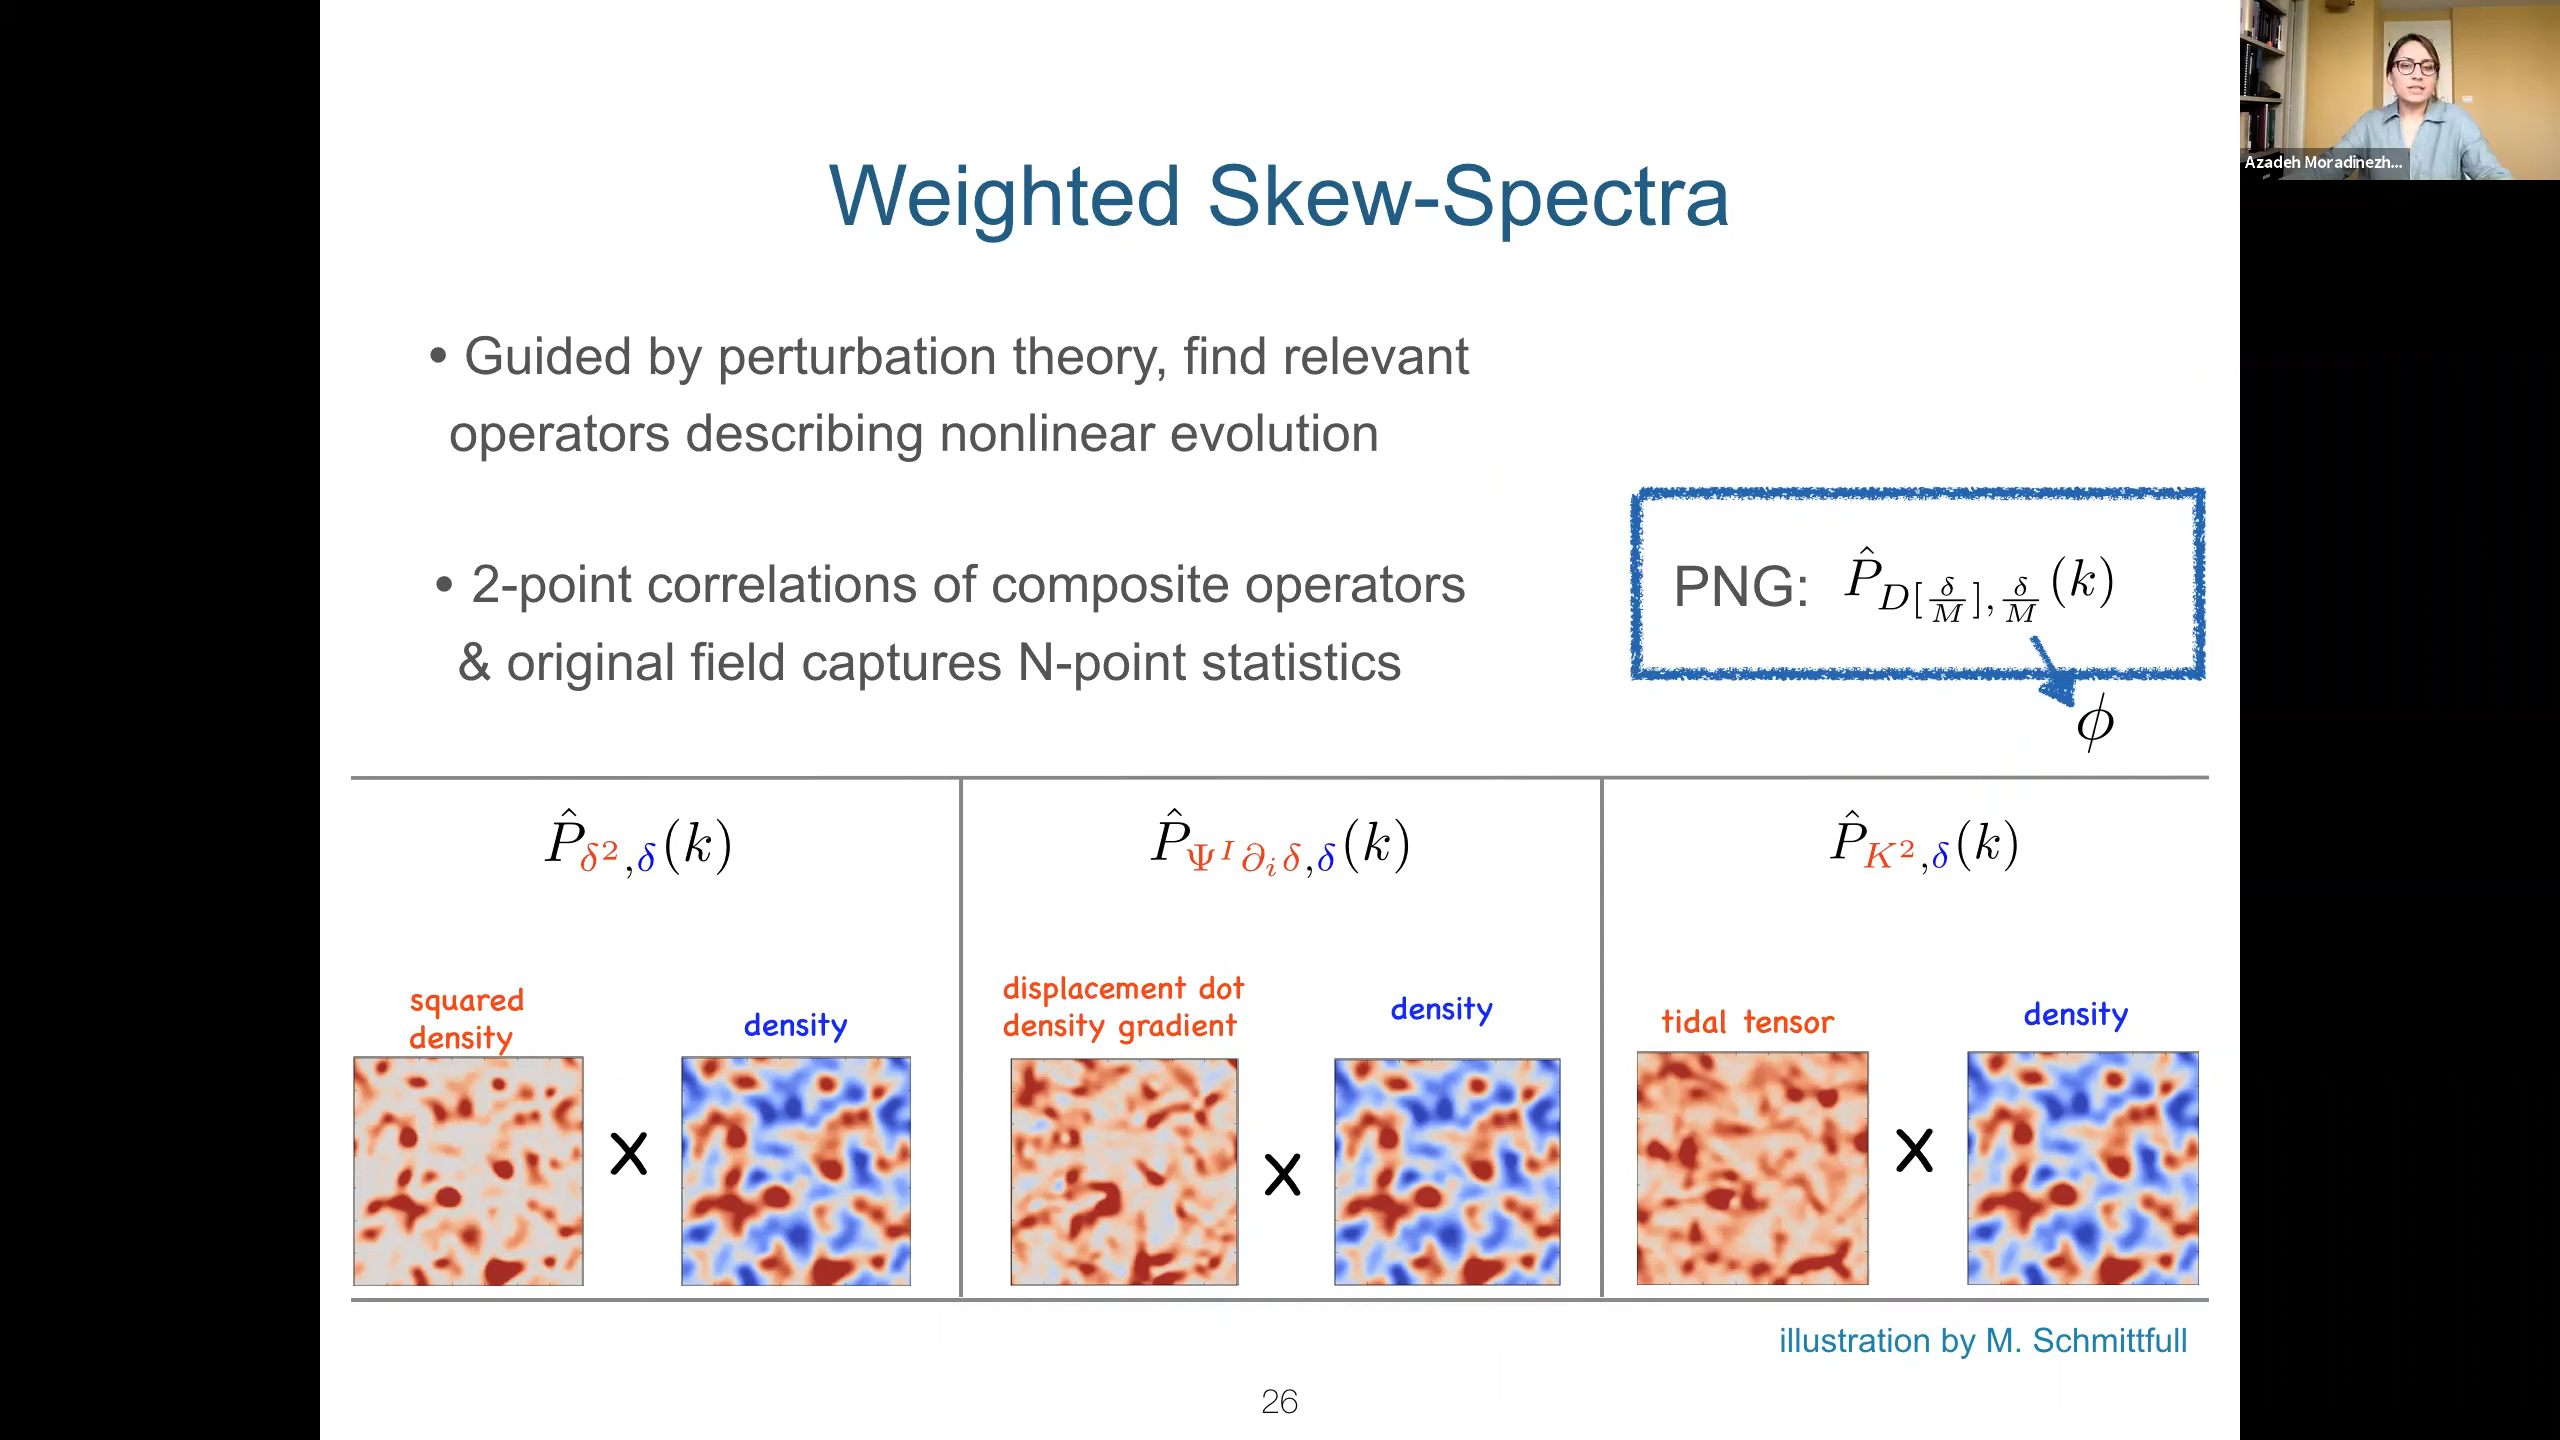 Azadeh Moradinezh...
Weighted Skew-Spectra
• Guided by perturbation theory, find relevant
operators describing nonlinear evolution
• 2-point correlations of composite operators
& original field captures N-point statistics
PNG: P̂_{D[δ/M], δ/M}(k)
ϕ
P̂_{δ²,δ}(k)
P̂_{Ψ^I ∂_i δ,δ}(k)
P̂_{K²,δ}(k)
squared
density
density
X
displacement dot
density gradient
density
X
tidal tensor
density
X
illustration by M. Schmittfull
26